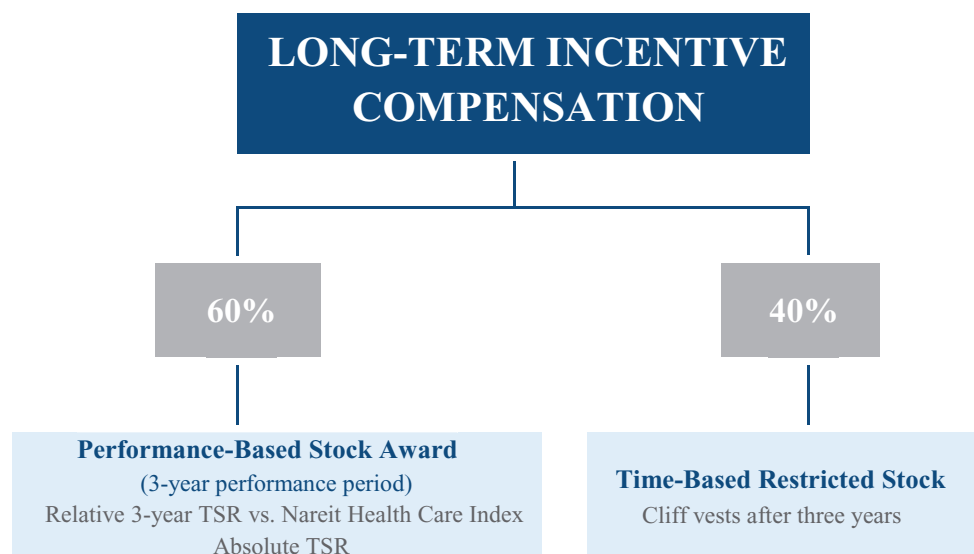 LONG-TERM INCENTIVE
COMPENSATION
60%
40%
Performance-Based Stock Award
(3-year performance period)
Relative 3-year TSR vs. Nareit Health Care Index
Absolute TSR
Time-Based Restricted Stock
Cliff vests after three years